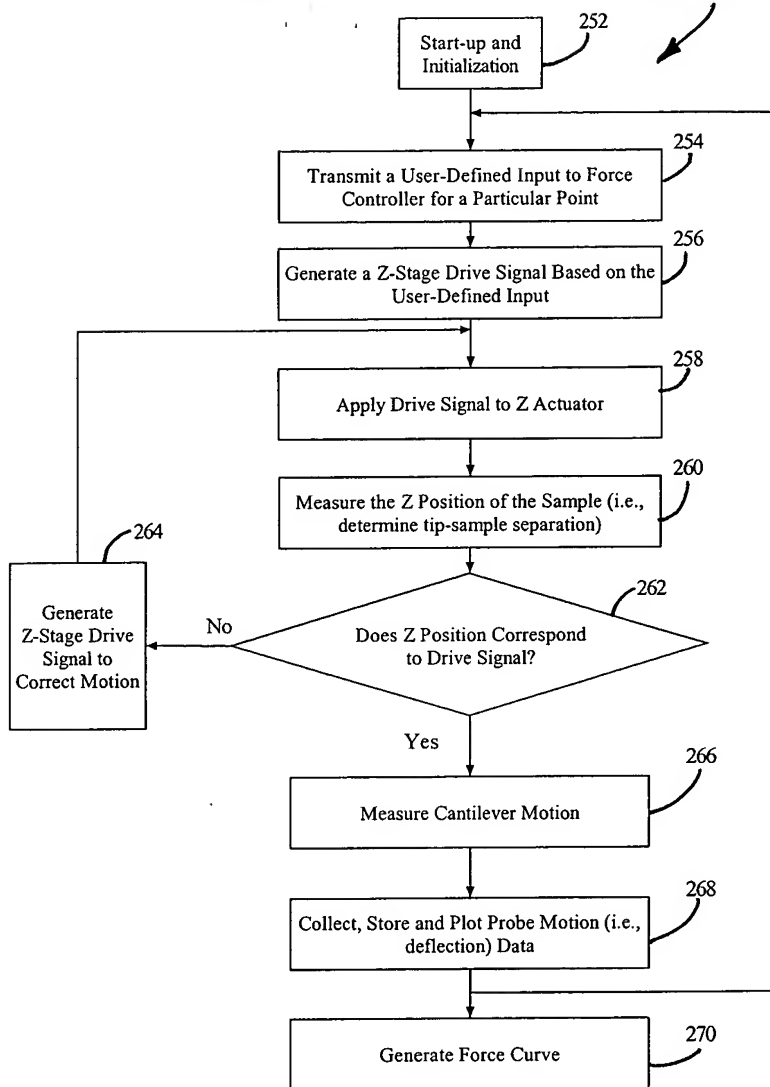 252
Start-up and
Initialization
254
Transmit a User-Defined Input to Force
Controller for a Particular Point
256
Generate a Z-Stage Drive Signal Based on the
User-Defined Input
258
Apply Drive Signal to Z Actuator
260
Measure the Z Position of the Sample (i.e.,
determine tip-sample separation)
264
Generate
Z-Stage Drive
Signal to
Correct Motion
No
262
Does Z Position Correspond
to Drive Signal?
Yes
266
Measure Cantilever Motion
268
Collect, Store and Plot Probe Motion (i.e.,
deflection) Data
270
Generate Force Curve